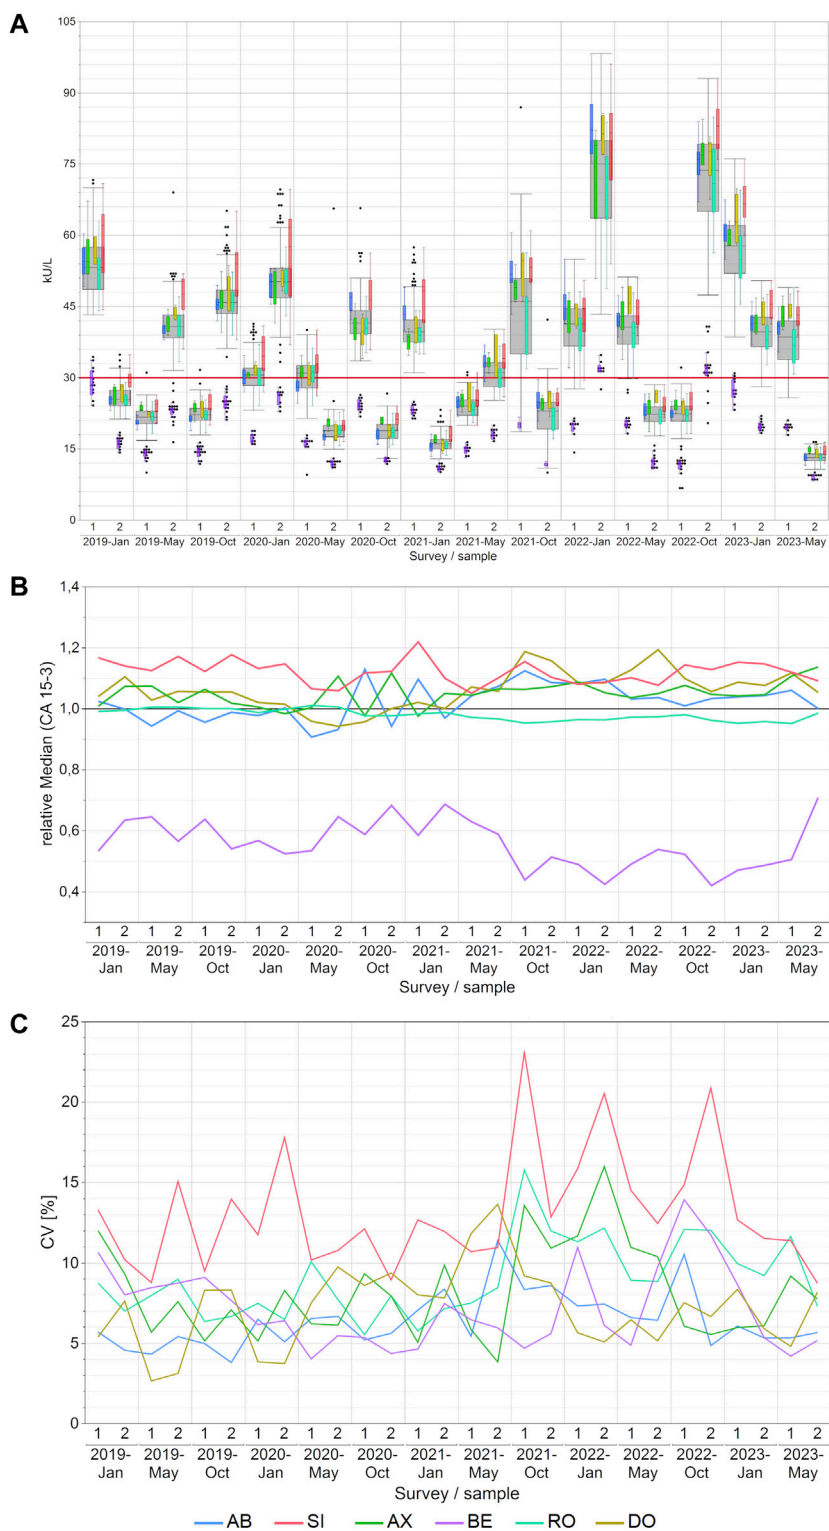 A
105
90
75
60
45
30
15
0
kU/L
1 2 1 2 1 2 1 2 1 2 1 2 1 2 1 2 1 2 1 2 1 2 1 2 1 2 1 2
2019-Jan 2019-May 2019-Oct 2020-Jan 2020-May 2020-Oct 2021-Jan 2021-May 2021-Oct 2022-Jan 2022-May 2022-Oct 2023-Jan 2023-May
Survey / sample
B
1,4
1,2
1,0
0,8
0,6
0,4
relative Median (CA 15-3)
1 2 1 2 1 2 1 2 1 2 1 2 1 2 1 2 1 2 1 2 1 2 1 2 1 2 1 2
2019- 2019- 2019- 2020- 2020- 2020- 2021- 2021- 2021- 2022- 2022- 2022- 2023- 2023-
Jan May Oct Jan May Oct Jan May Oct Jan May Oct Jan May
Survey / sample
C
25
20
15
10
5
0
CV [%]
1 2 1 2 1 2 1 2 1 2 1 2 1 2 1 2 1 2 1 2 1 2 1 2 1 2 1 2
2019- 2019- 2019- 2020- 2020- 2020- 2021- 2021- 2021- 2022- 2022- 2022- 2023- 2023-
Jan May Oct Jan May Oct Jan May Oct Jan May Oct Jan May
Survey / sample
AB SI AX BE RO DO